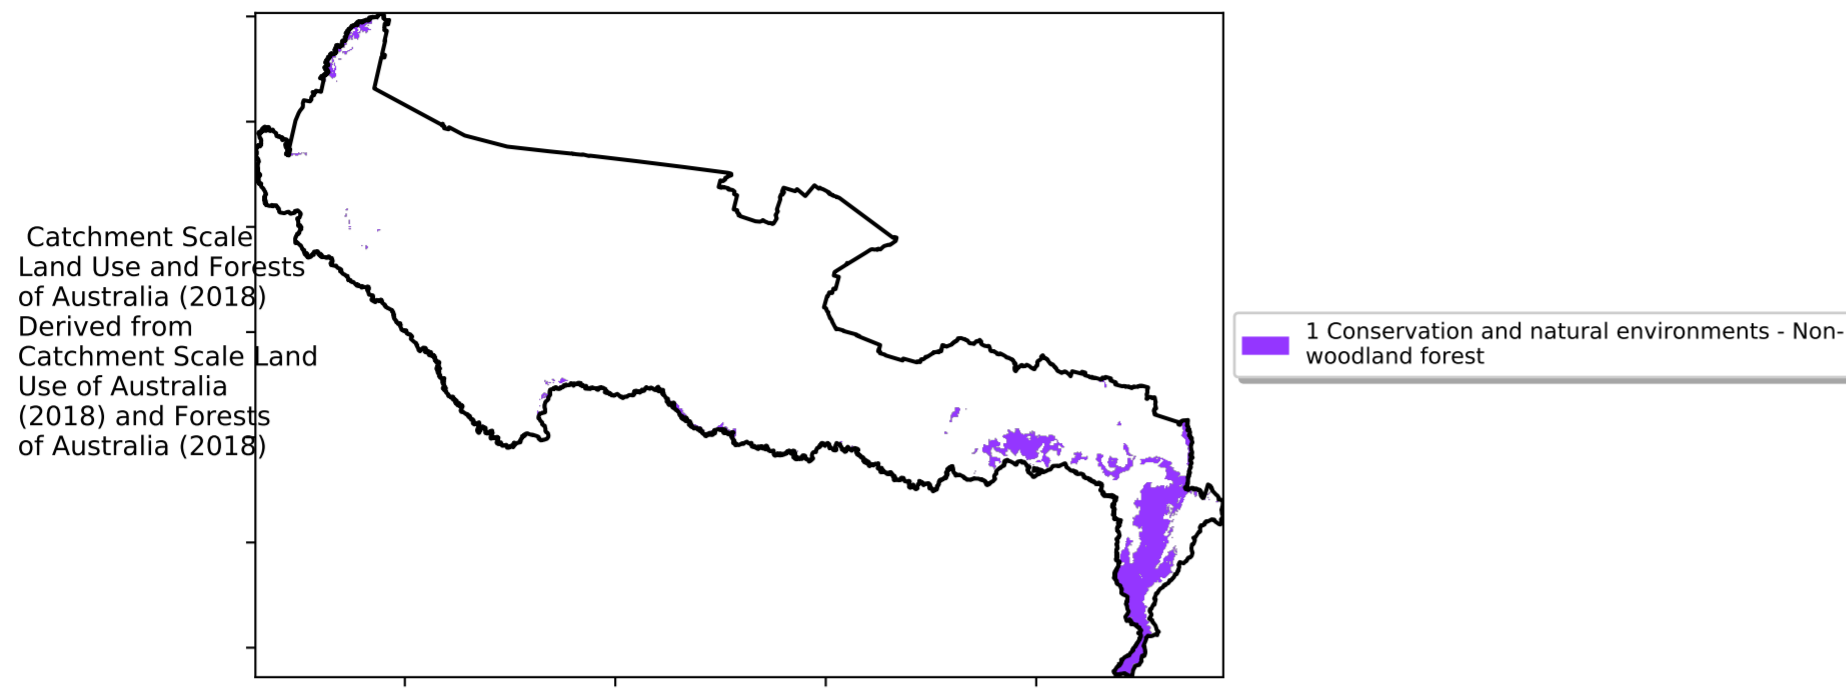 Catchment Scale
Land Use and Forests
of Australia (2018)
Derived from
Catchment Scale Land
Use of Australia
(2018) and Forests
of Australia (2018)
1 Conservation and natural environments - Non-
woodland forest